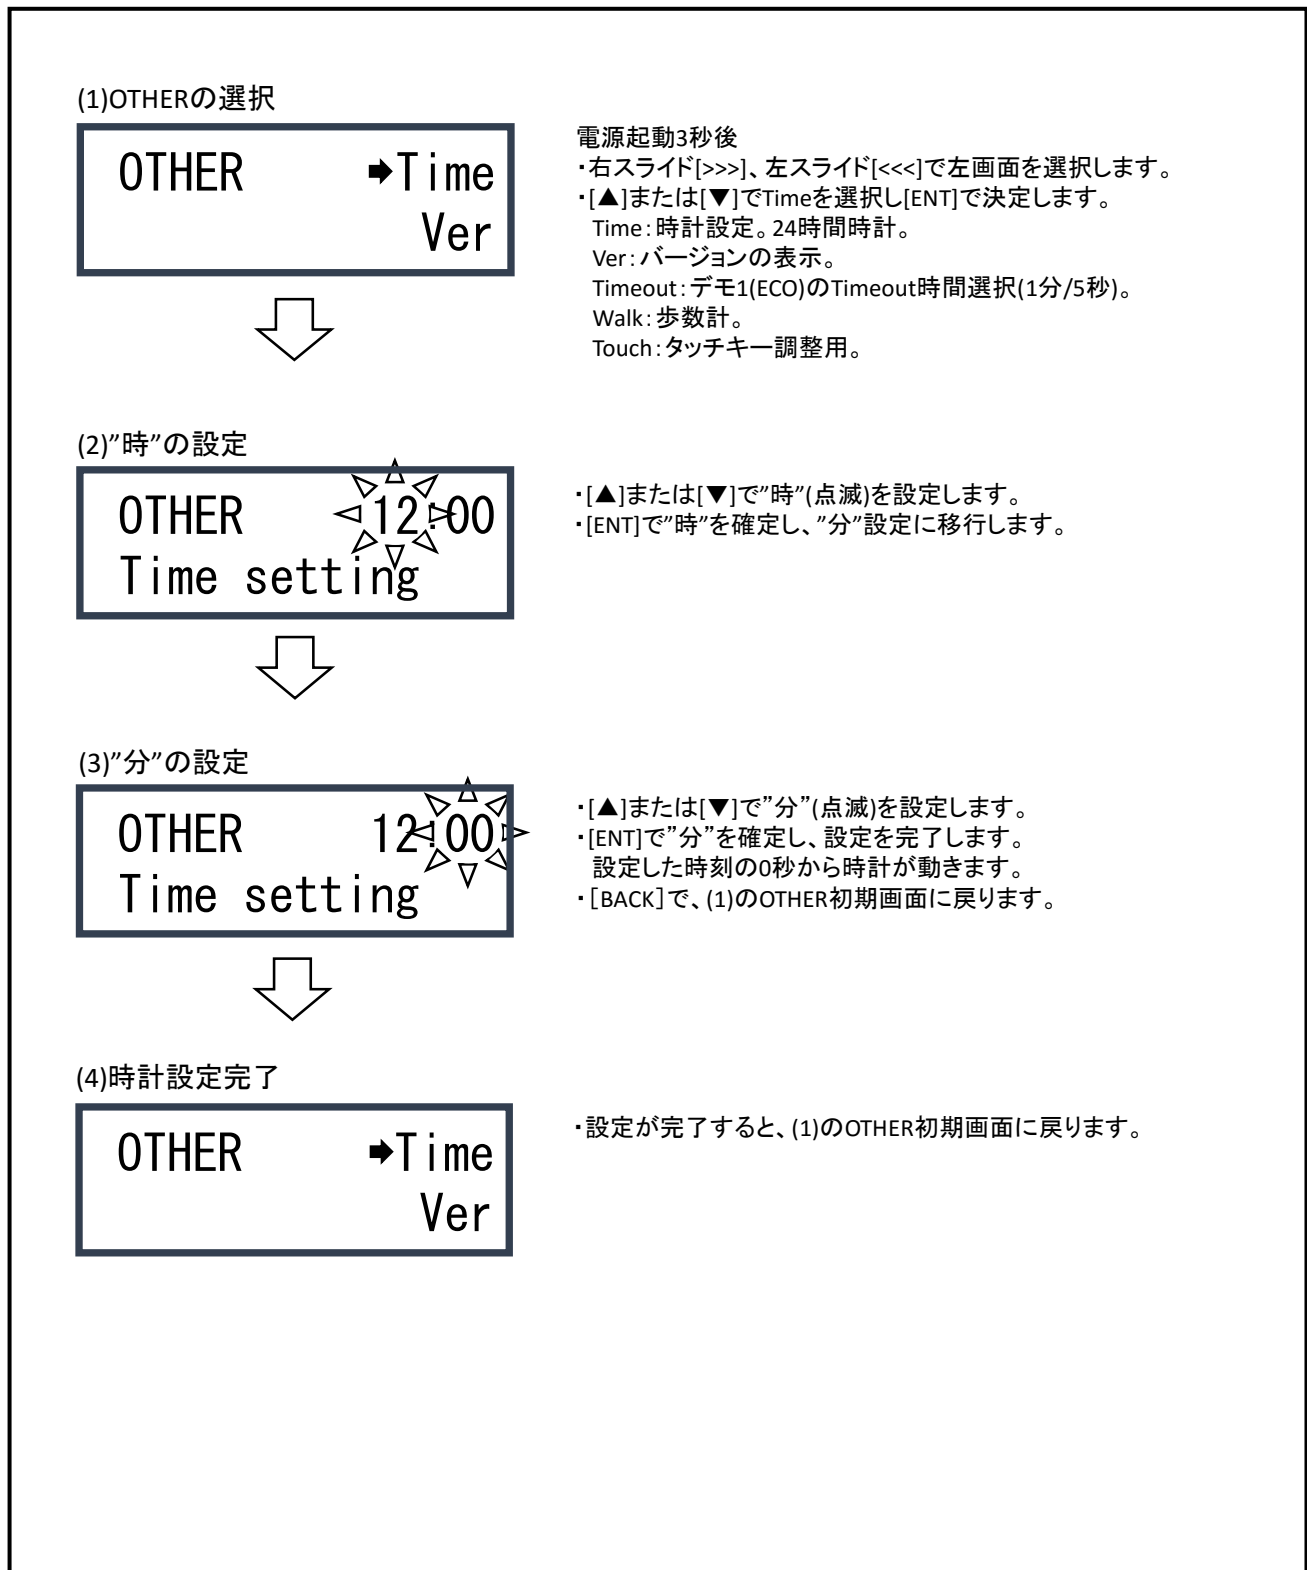 (1)OTHERの選択
OTHER ➡Time
Ver
電源起動3秒後
・右スライド[>>>]、左スライド[<<<]で左画面を選択します。
・[▲]または[▼]でTimeを選択し[ENT]で決定します。
Time:時計設定。24時間時計。
Ver:バージョンの表示。
Timeout:デモ1(ECO)のTimeout時間選択(1分/5秒)。
Walk:歩数計。
Touch:タッチキー調整用。
(2)”時”の設定
OTHER 12:00
Time setting
・[▲]または[▼]で”時”(点滅)を設定します。
・[ENT]で”時”を確定し、”分”設定に移行します。
(3)”分”の設定
OTHER 12:00
Time setting
・[▲]または[▼]で”分”(点滅)を設定します。
・[ENT]で”分”を確定し、設定を完了します。
設定した時刻の0秒から時計が動きます。
・[BACK]で、(1)のOTHER初期画面に戻ります。
(4)時計設定完了
OTHER ➡Time
Ver
・設定が完了すると、(1)のOTHER初期画面に戻ります。